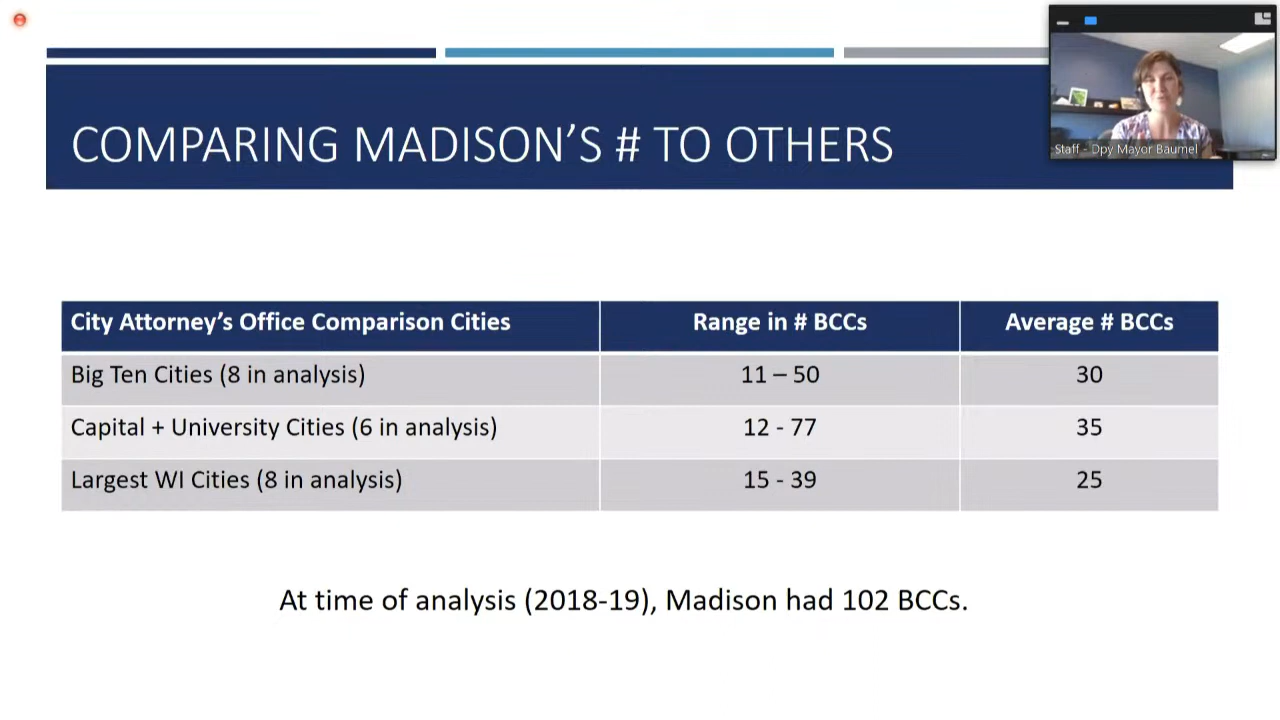 COMPARING MADISON'S # TO OTHERS
Staff - Dpy Mayor Baumel
City Attorney's Office Comparison Cities Range in # BCCs Average # BCCs
Big Ten Cities (8 in analysis) 11 – 50 30
Capital + University Cities (6 in analysis) 12 - 77 35
Largest WI Cities (8 in analysis) 15 - 39 25
At time of analysis (2018-19), Madison had 102 BCCs.